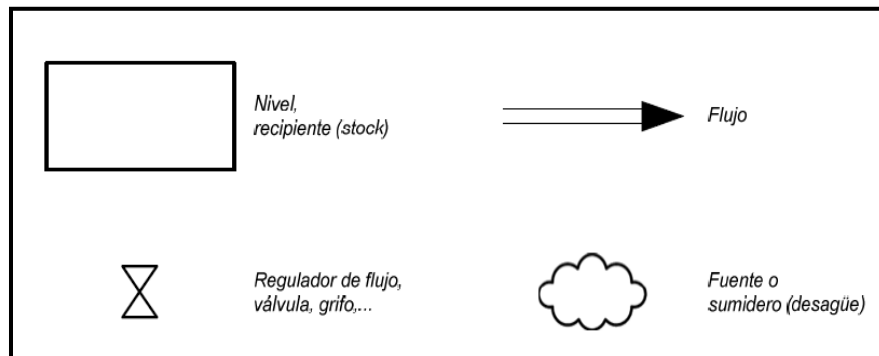 Nivel,
recipiente (stock)
Flujo
Regulador de flujo,
válvula, grifo,...
Fuente o
sumidero (desagüe)